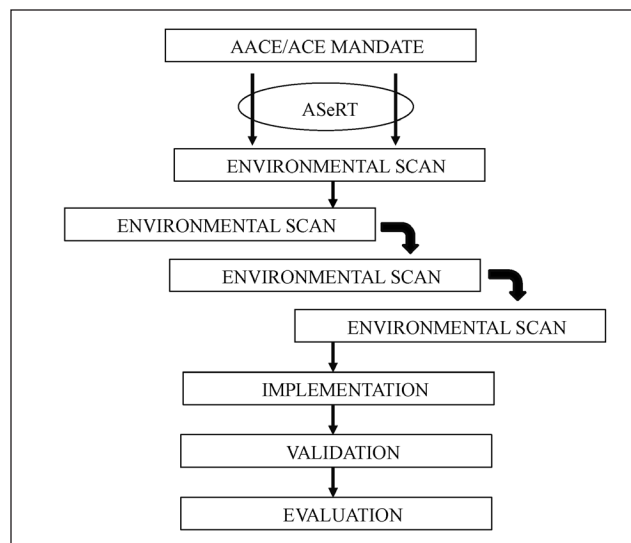 AACE/ACE MANDATE
ASeRT
ENVIRONMENTAL SCAN
ENVIRONMENTAL SCAN
ENVIRONMENTAL SCAN
ENVIRONMENTAL SCAN
IMPLEMENTATION
VALIDATION
EVALUATION